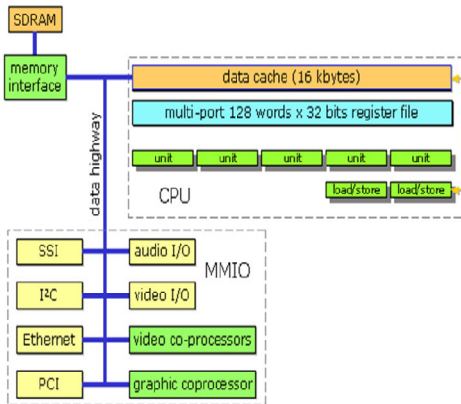 SDRAM
memory
interface
data cache (16 kbytes)
multi-port 128 words x 32 bits register file
unit unit unit unit unit
load/store load/store
CPU
data highway
MMIO
SSI audio I/O
I²C video I/O
Ethernet video co-processors
PCI graphic coprocessor